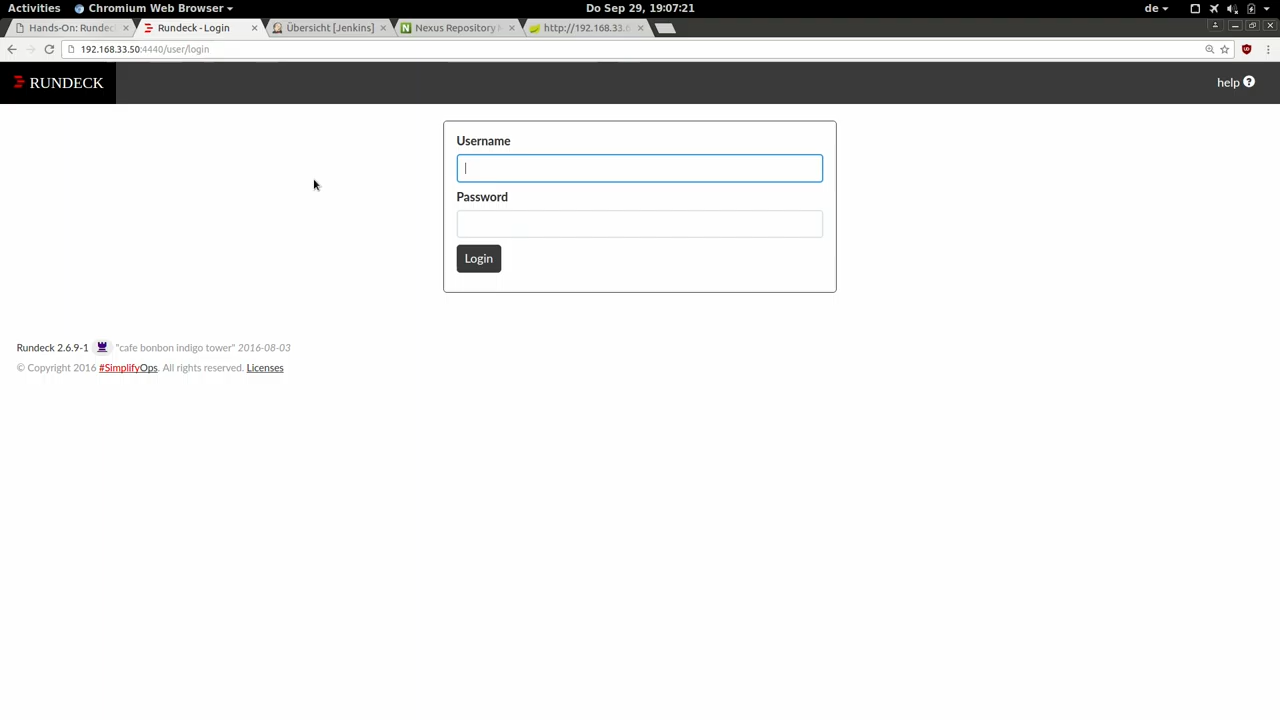 Activities Chromium Web Browser Do Sep 29, 19:07:21 de
Hands-On: Rundec Rundeck - Login Übersicht [Jenkins] Nexus Repository http://192.168.33.6
192.168.33.50:4440/user/login
RUNDECK help
Username
Password
Login
Rundeck 2.6.9-1 "cafe bonbon indigo tower" 2016-08-03
© Copyright 2016 #SimplifyOps. All rights reserved. Licenses